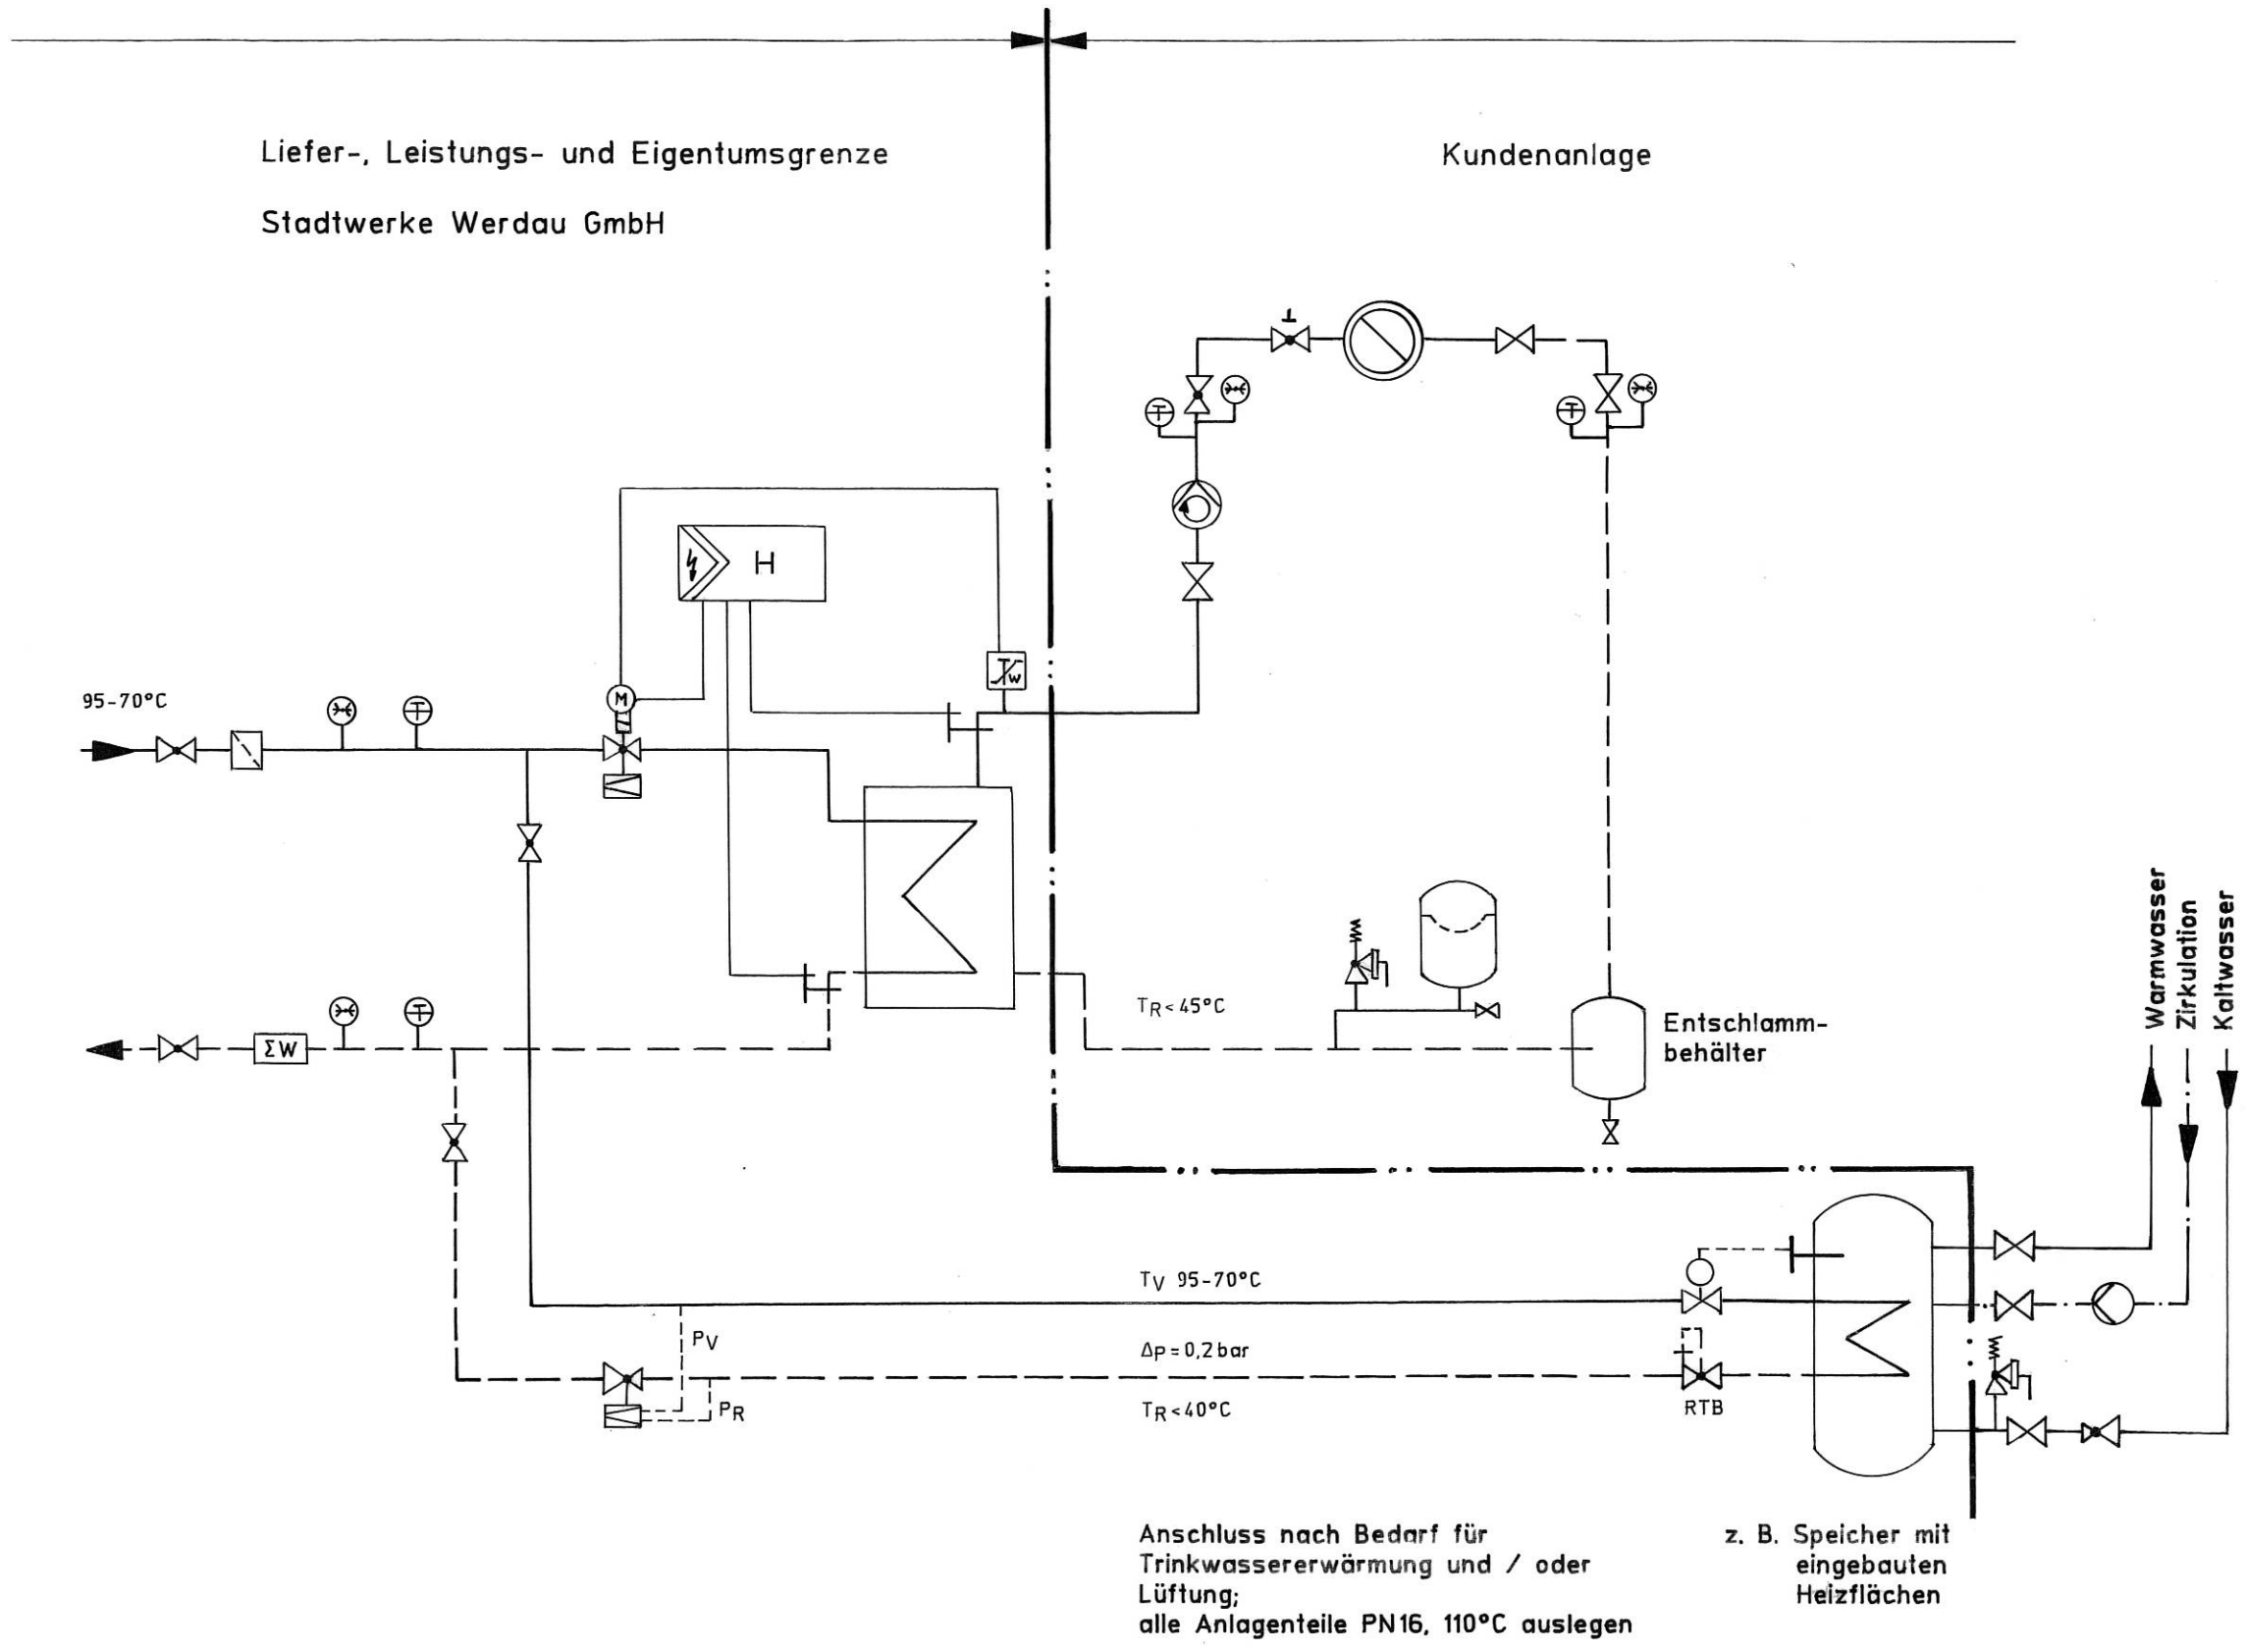 Liefer-, Leistungs- und Eigentumsgrenze
Stadtwerke Werdau GmbH
Kundenanlage
H
T
T
W
95-70°C
M
T
T
ΣW
T
TR<45°C
Entschlamm-
behälter
Warmwasser
Zirkulation
Kaltwasser
TV 95-70°C
PV
ΔP=0,2bar
PR
TR<40°C
RTB
Anschluss nach Bedarf für
Trinkwassererwärmung und / oder
Lüftung;
alle Anlagenteile PN16, 110°C auslegen
z. B. Speicher mit
eingebauten
Heizflächen